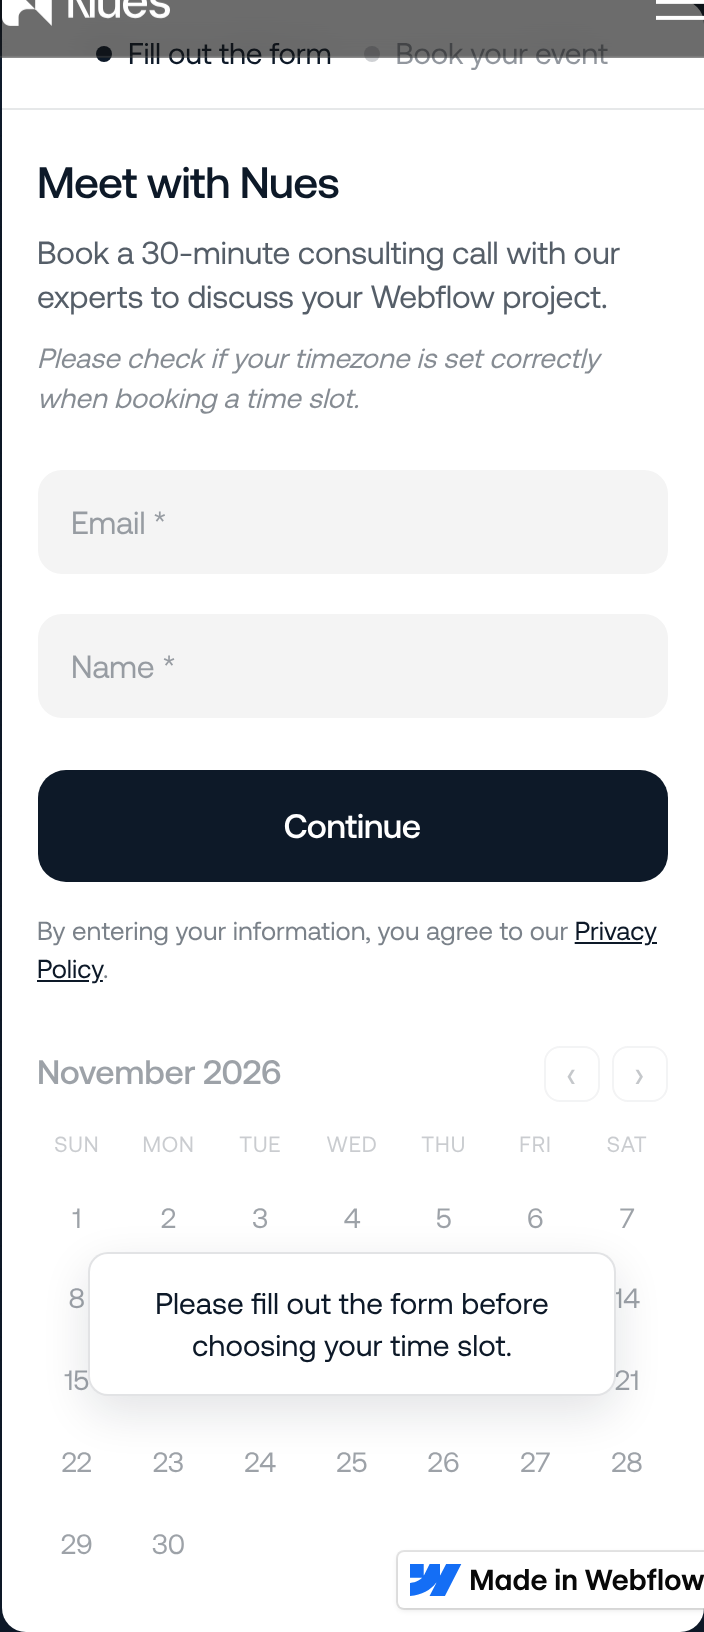 Nues
Fill out the form Book your event
Meet with Nues
Book a 30-minute consulting call with our
experts to discuss your Webflow project.
Please check if your timezone is set correctly
when booking a time slot.
Email *
Name *
Continue
By entering your information, you agree to our Privacy
Policy.
November 2026 ‹ ›
SUN MON TUE WED THU FRI SAT
1 2 3 4 5 6 7
8 14
Please fill out the form before
choosing your time slot.
15 21
22 23 24 25 26 27 28
29 30
Made in Webflow